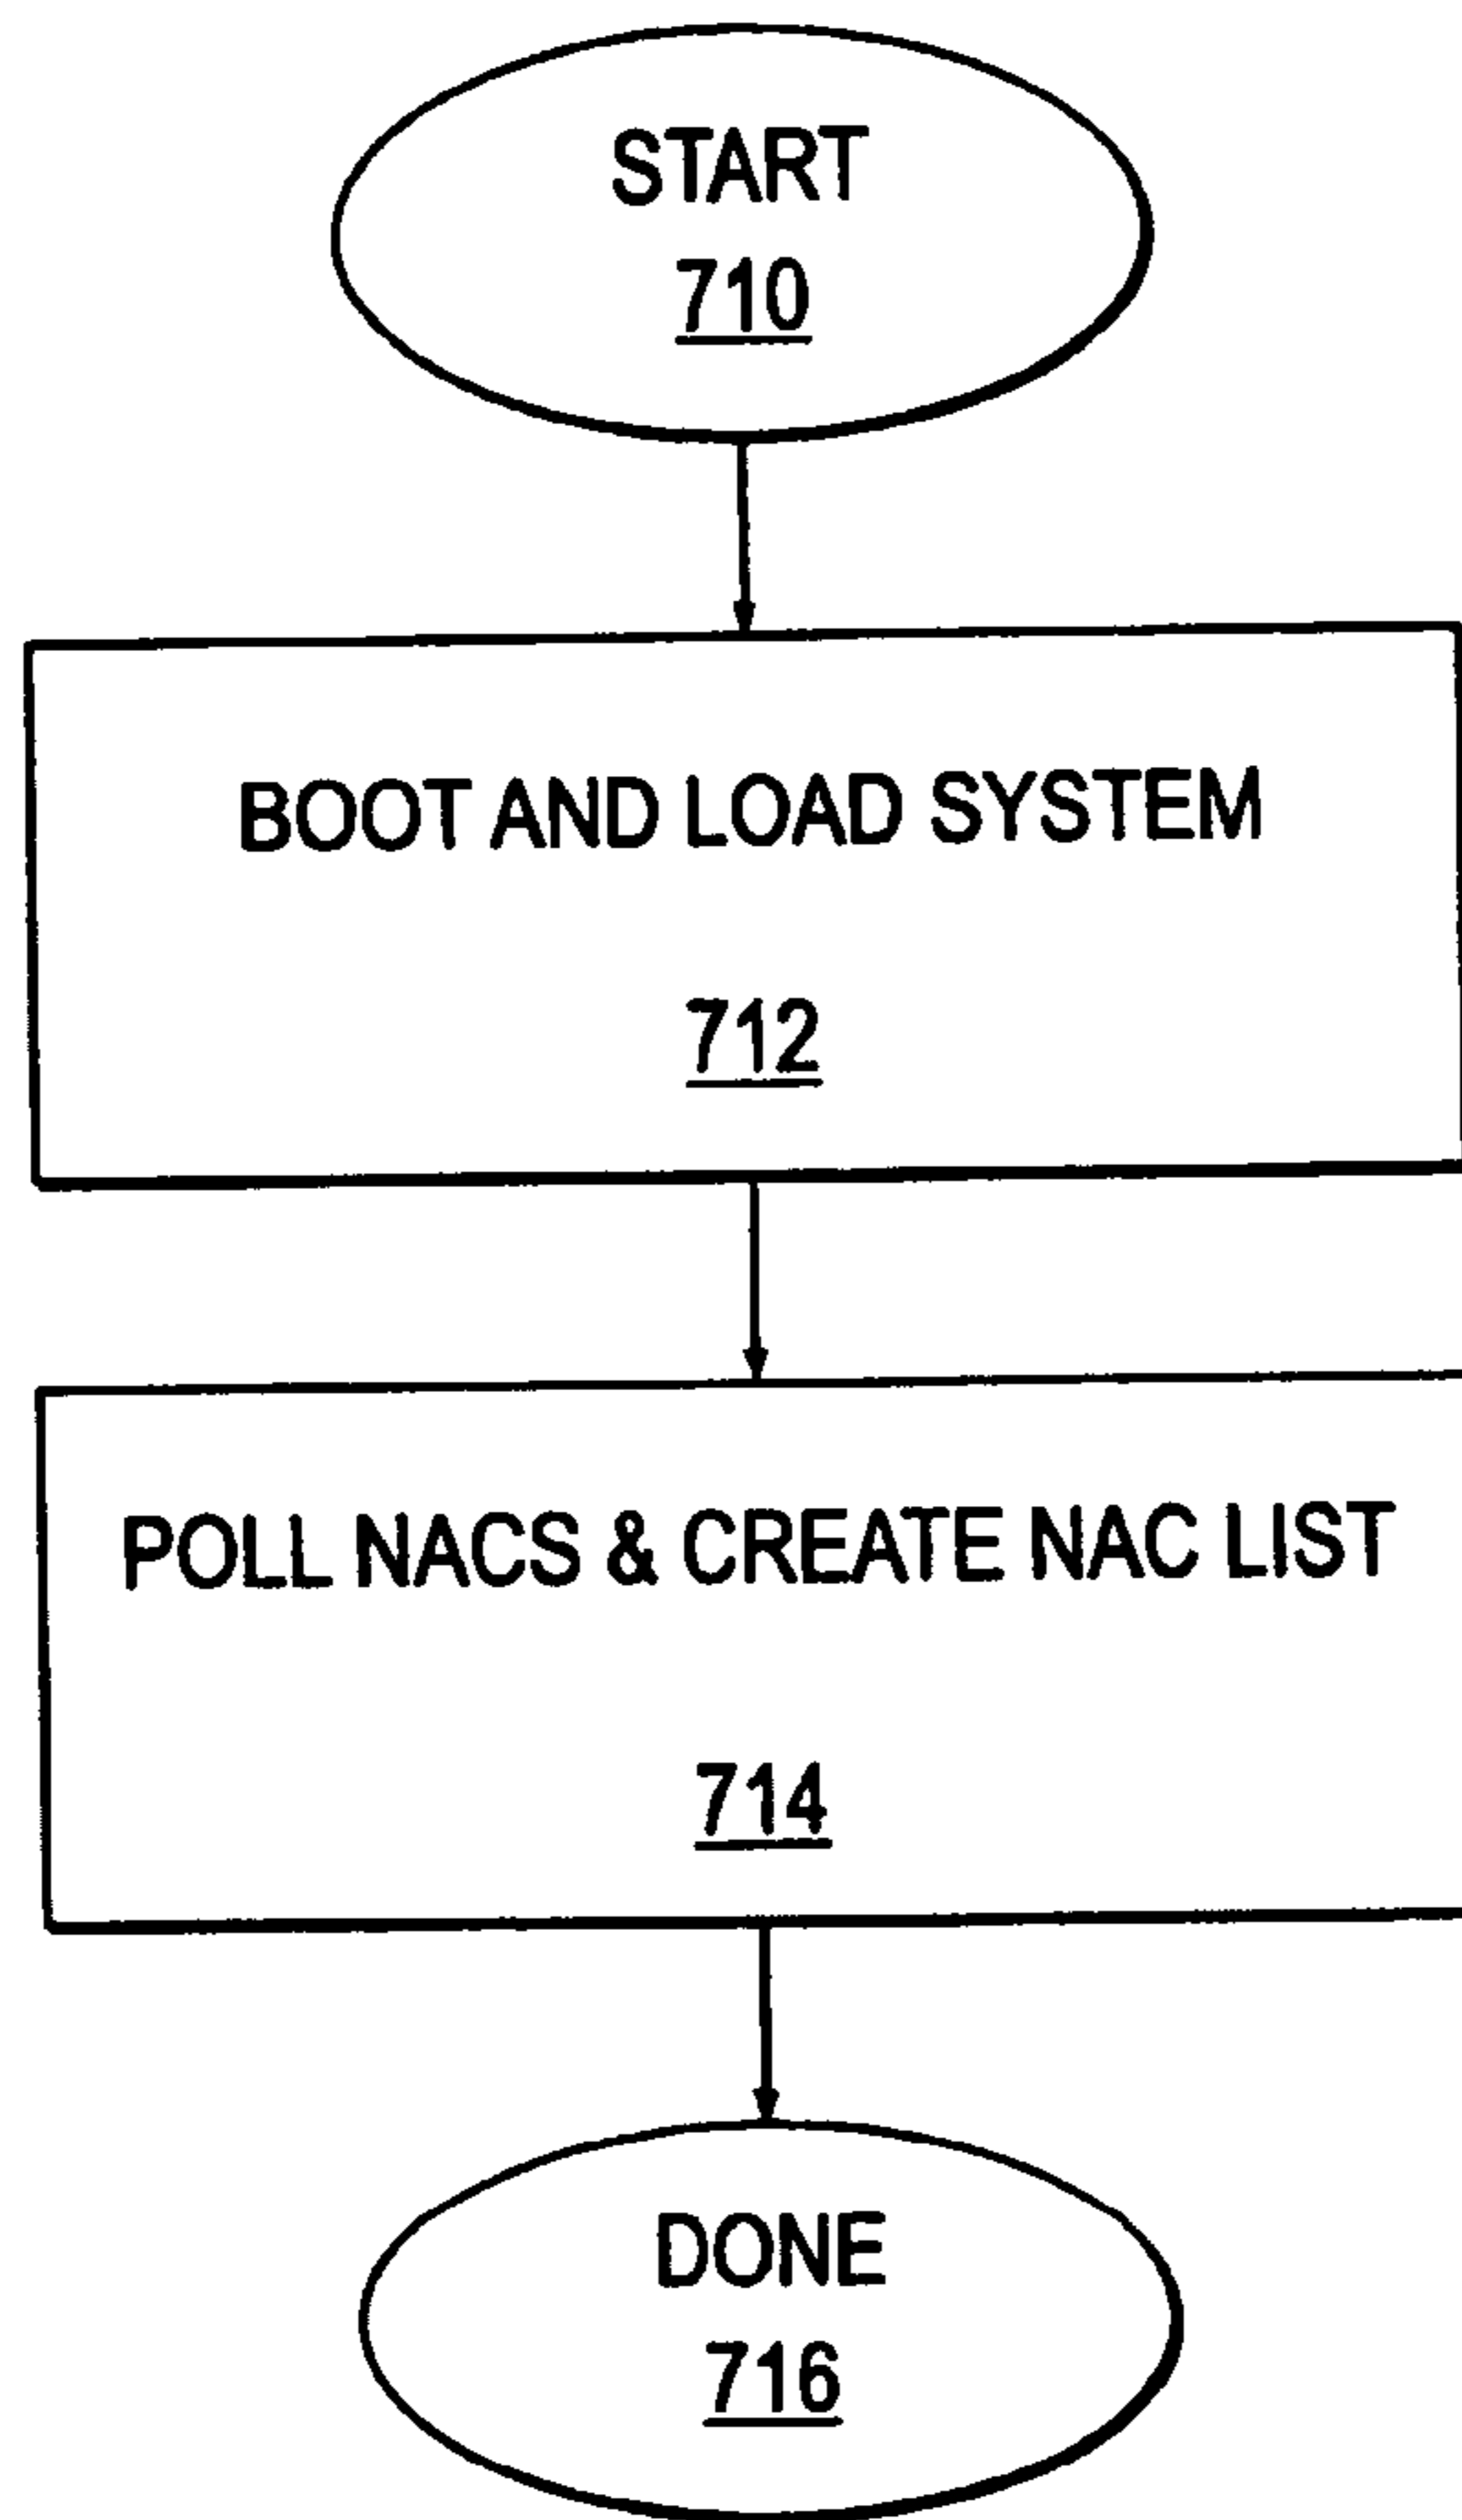 START
710
BOOT AND LOAD SYSTEM
712
POLL NACS & CREATE NAC LIST
714
DONE
716